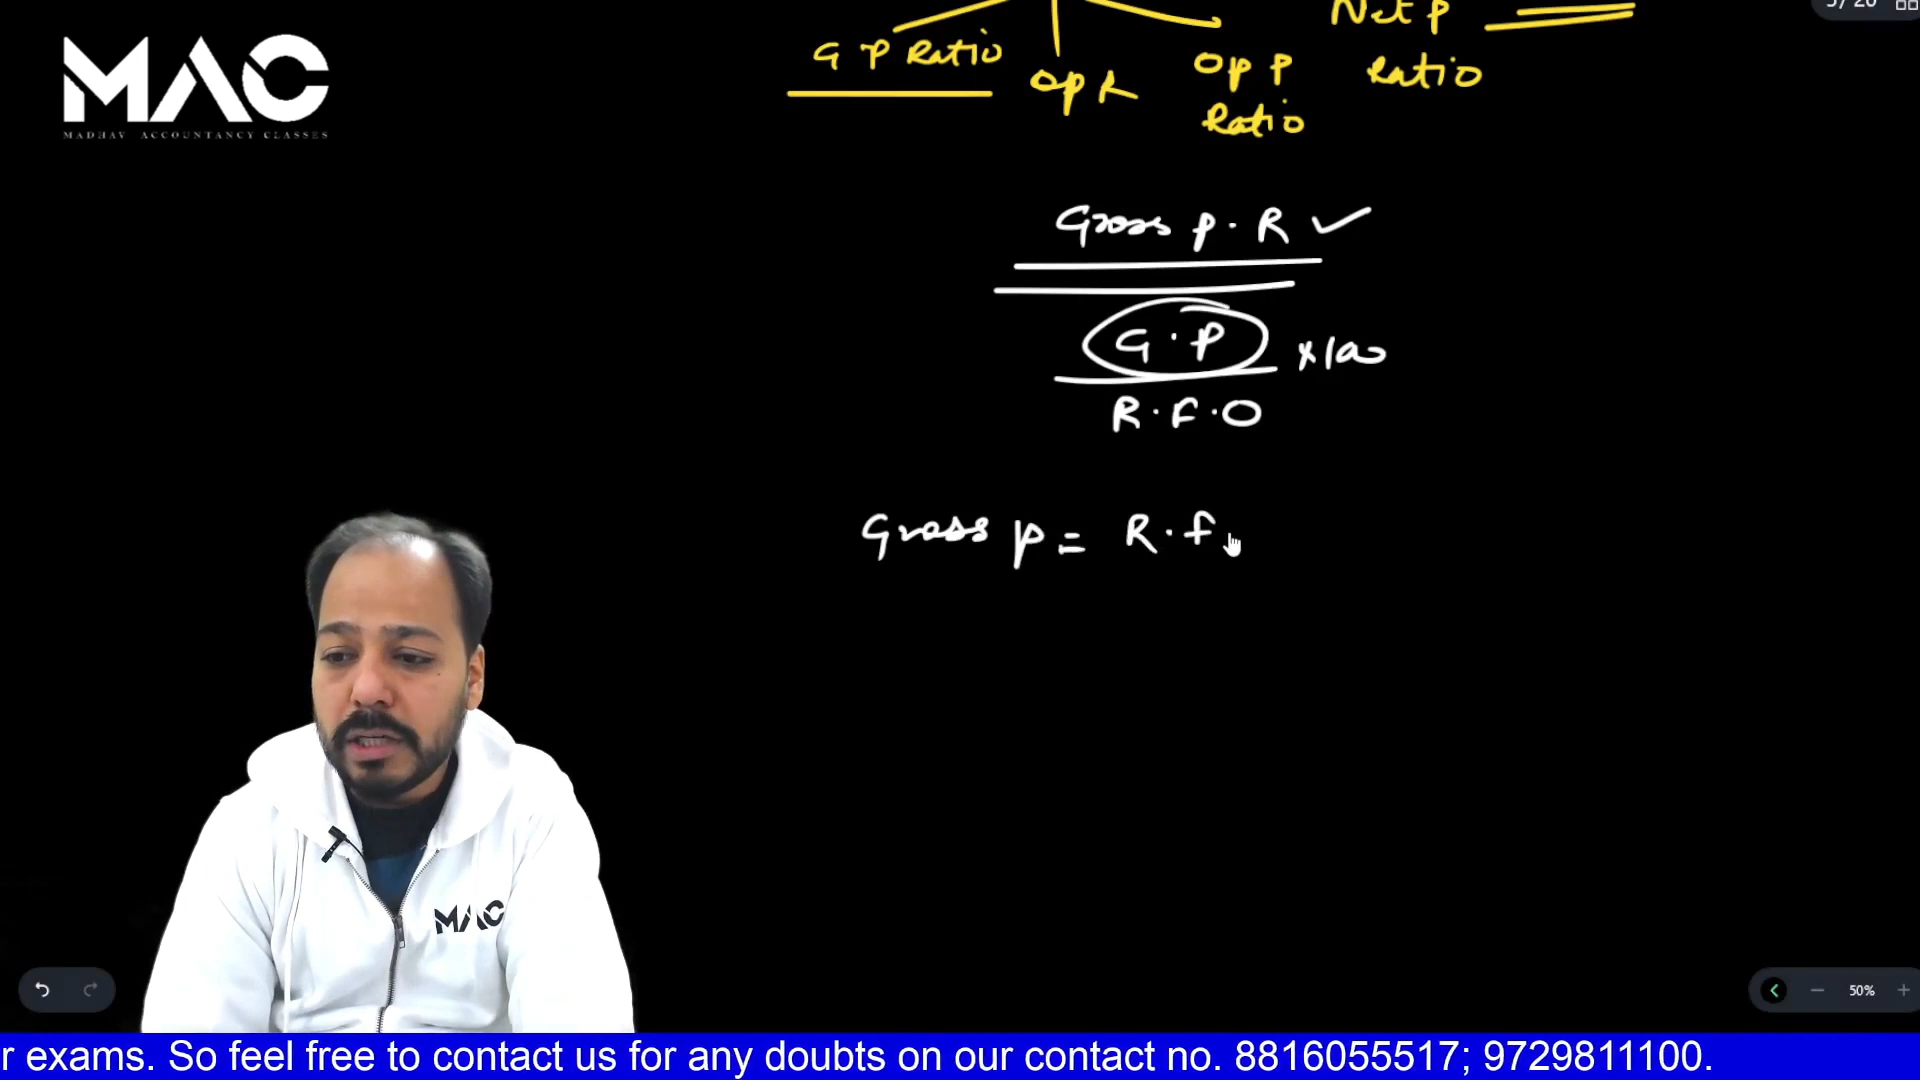 MAC
MADHAV ACCOUNTANCY CLASSES
Net P
Ratio
G P Ratio
Op R
Op P
Ratio
Gross P. R ✓
G. P × 100
R. F. O
Gross P = R. F.
MAC
50%
r exams. So feel free to contact us for any doubts on our contact no. 8816055517; 9729811100.